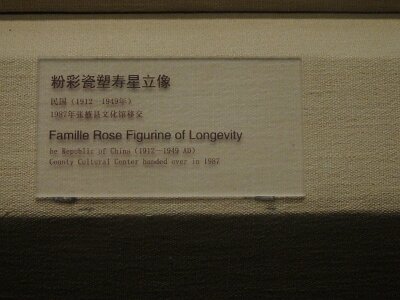 粉彩瓷塑寿星立像
民国（1912—1949年）
1987年张掖县文化馆移交
Famille Rose Figurine of Longevity
he Republic of China (1912—1949 AD)
County Cultural Center handed over in 1987